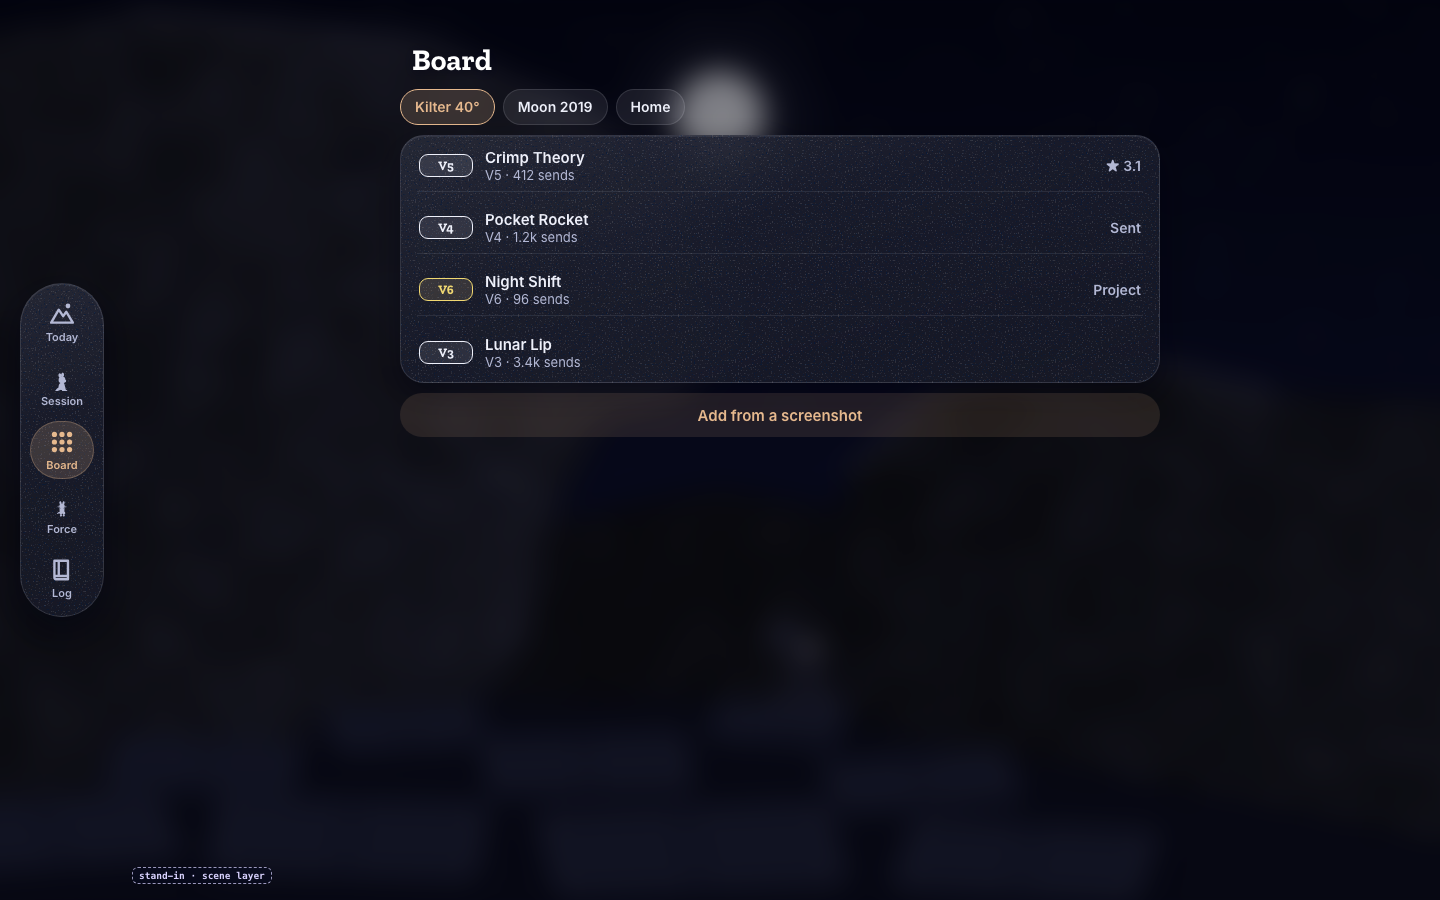 Board
Kilter 40°
Moon 2019
Home
V5
Crimp Theory
V5 · 412 sends
★ 3.1
V4
Pocket Rocket
V4 · 1.2k sends
Sent
V6
Night Shift
V6 · 96 sends
Project
V3
Lunar Lip
V3 · 3.4k sends
Add from a screenshot
Today
Session
Board
Force
Log
stand-in · scene layer